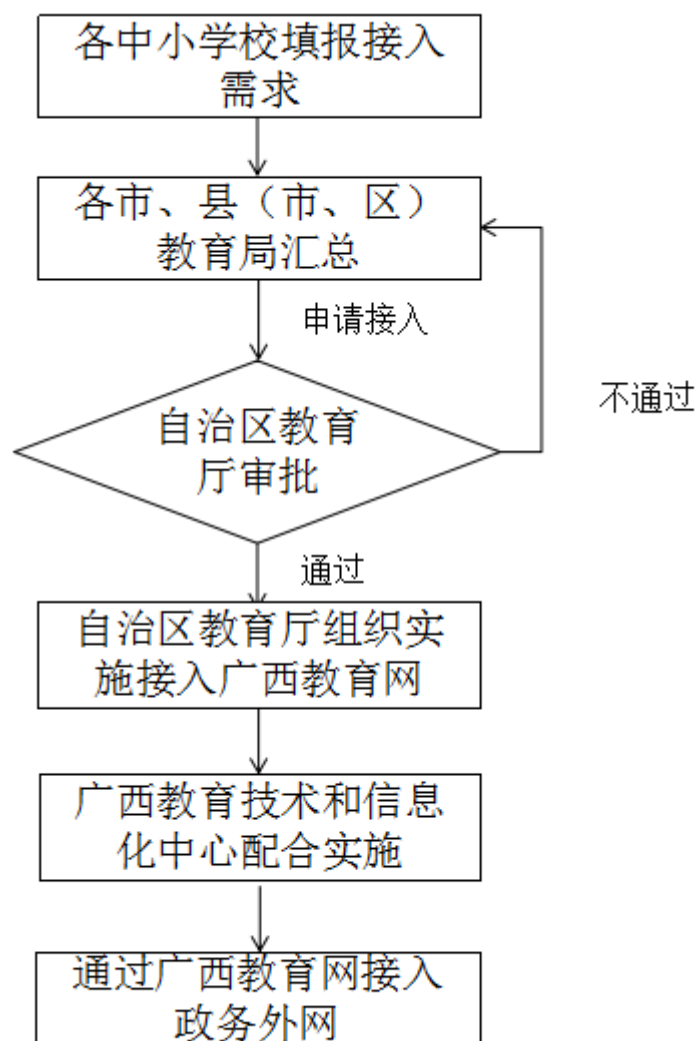 各中小学校填报接入
需求
各市、县（市、区）
教育局汇总
申请接入
不通过
自治区教育
厅审批
通过
自治区教育厅组织实
施接入广西教育网
广西教育技术和信息
化中心配合实施
通过广西教育网接入
政务外网